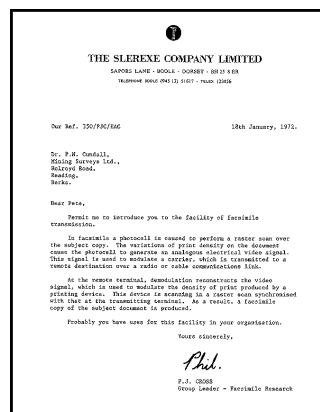 THE SLEREXE COMPANY LIMITED
SAPORS LANE - BOOLE - DORSET - BH 25 8 ER
TELEPHONE BOOLE (945 13) 51617 - TELEX 123456
Our Ref. 350/PJC/EAC
18th January, 1972.
Dr. P.N. Cundall,
Mining Surveys Ltd.,
Holroyd Road,
Reading,
Berks.
Dear Pete,
Permit me to introduce you to the facility of facsimile
transmission.
In facsimile a photocell is caused to perform a raster scan over
the subject copy. The variations of print density on the document
cause the photocell to generate an analogous electrical video signal.
This signal is used to modulate a carrier, which is transmitted to a
remote destination over a radio or cable communications link.
At the remote terminal, demodulation reconstructs the video
signal, which is used to modulate the density of print produced by a
printing device. This device is scanning in a raster scan synchronised
with that at the transmitting terminal. As a result, a facsimile
copy of the subject document is produced.
Probably you have uses for this facility in your organisation.
Yours sincerely,
Phil.
P.J. CROSS
Group Leader - Facsimile Research